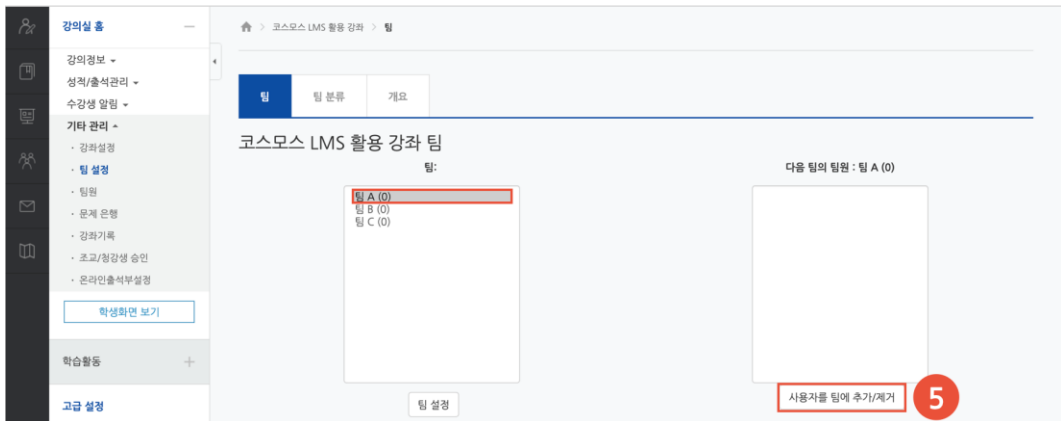 강의실 홈
강의정보
성적/출석관리
수강생 알림
기타 관리
· 강좌설정
· 팀 설정
· 팀원
· 문제 은행
· 강좌기록
· 조교/청강생 승인
· 온라인출석부설정
학생화면 보기
학습활동
고급 설정
> 코스모스 LMS 활용 강좌 > 팀
팀 팀 분류 개요
코스모스 LMS 활용 강좌 팀
팀:
팀 A (0)
팀 B (0)
팀 C (0)
팀 설정
다음 팀의 팀원 : 팀 A (0)
사용자를 팀에 추가/제거
5